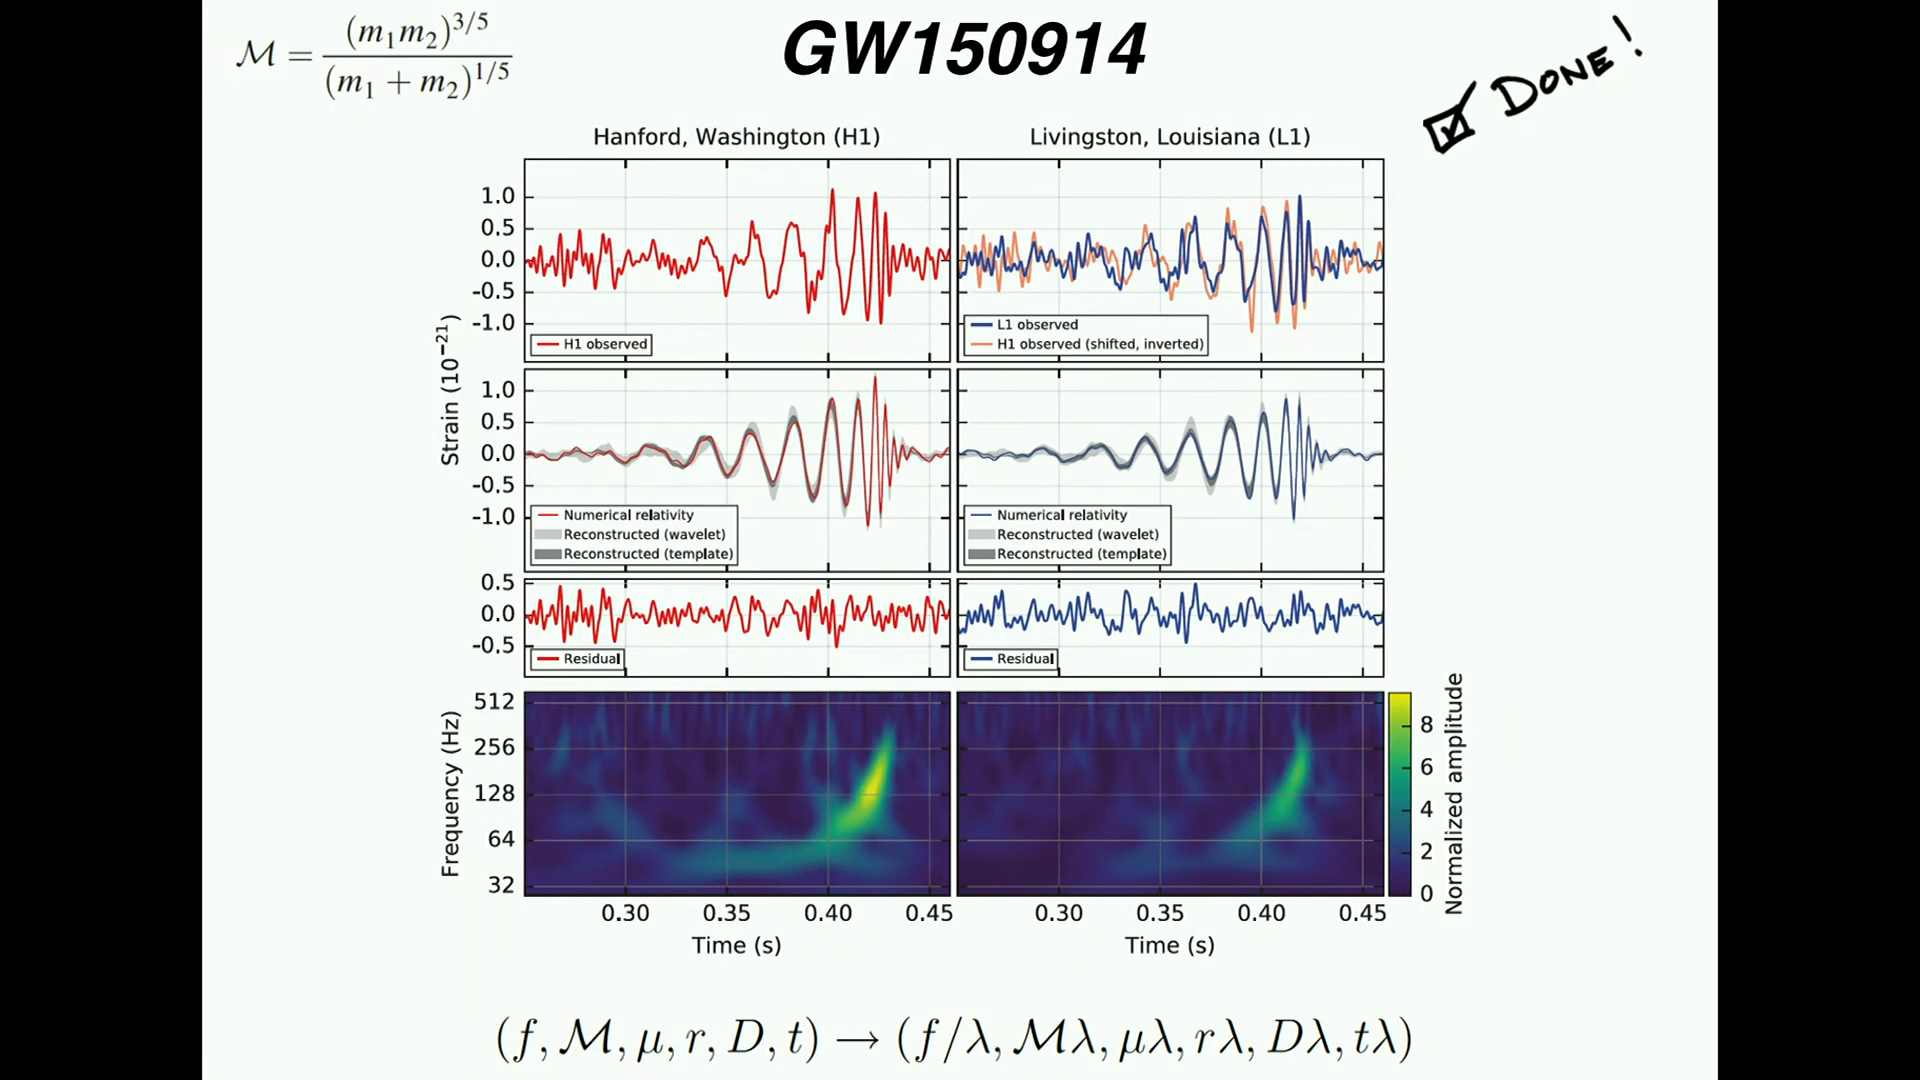 M = (m₁m₂)^3/5 / (m₁ + m₂)^1/5
GW150914
☑ DONE!
Hanford, Washington (H1)
Livingston, Louisiana (L1)
Strain (10⁻²¹)
1.0
0.5
0.0
-0.5
-1.0
H1 observed
L1 observed
H1 observed (shifted, inverted)
1.0
0.5
0.0
-0.5
-1.0
Numerical relativity
Reconstructed (wavelet)
Reconstructed (template)
Numerical relativity
Reconstructed (wavelet)
Reconstructed (template)
0.5
0.0
-0.5
Residual
Residual
Frequency (Hz)
512
256
128
64
32
Normalized amplitude
8
6
4
2
0
0.30 0.35 0.40 0.45
0.30 0.35 0.40 0.45
Time (s)
Time (s)
(f, M, μ, r, D, t) → (f/λ, Mλ, μλ, rλ, Dλ, tλ)